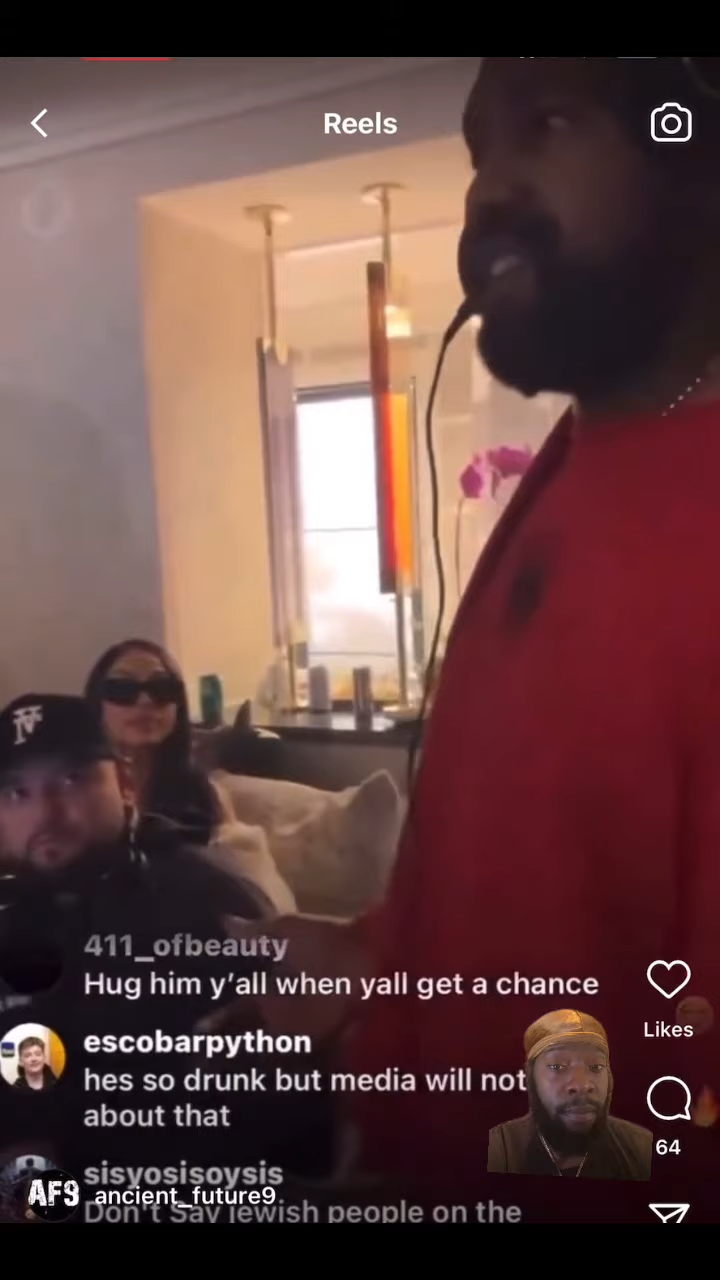 Reels
411_ofbeauty
Hug him y’all when yall get a chance
escobarpython
hes so drunk but media will not
about that
Likes
64
sisyosisoysis
AF9 ancient_future9
Don't Say jewish people on the